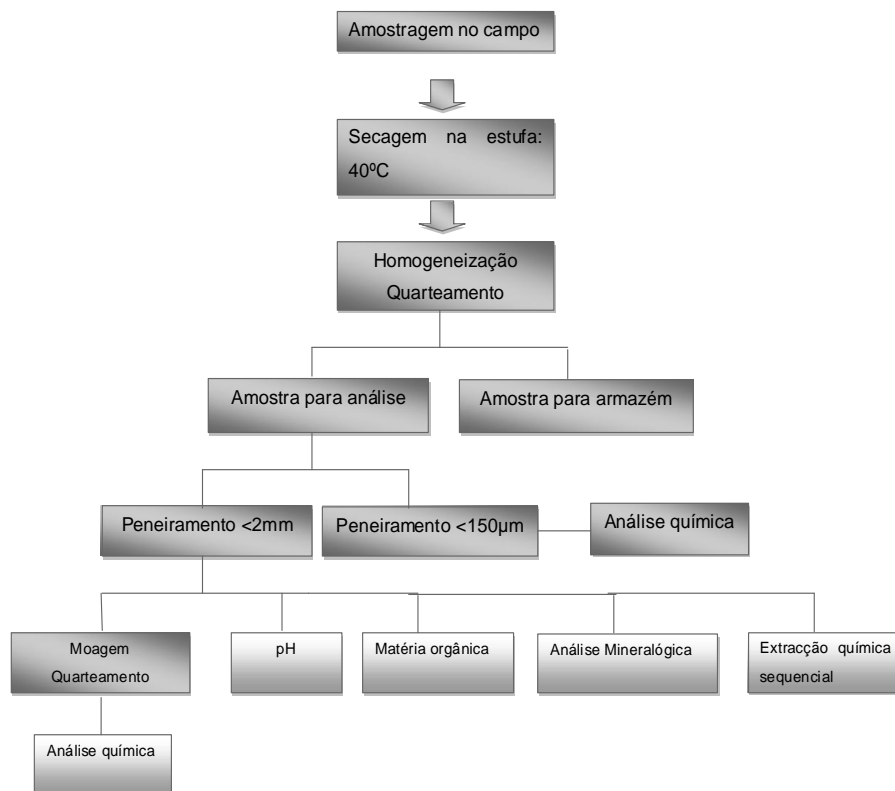 Amostragem no campo
Secagem na estufa:
40ºC
Homogeneização
Quarteamento
Amostra para análise
Amostra para armazém
Peneiramento <2mm
Peneiramento <150µm
Análise química
Moagem
Quarteamento
pH
Matéria orgânica
Análise Mineralógica
Extracção química
sequencial
Análise química